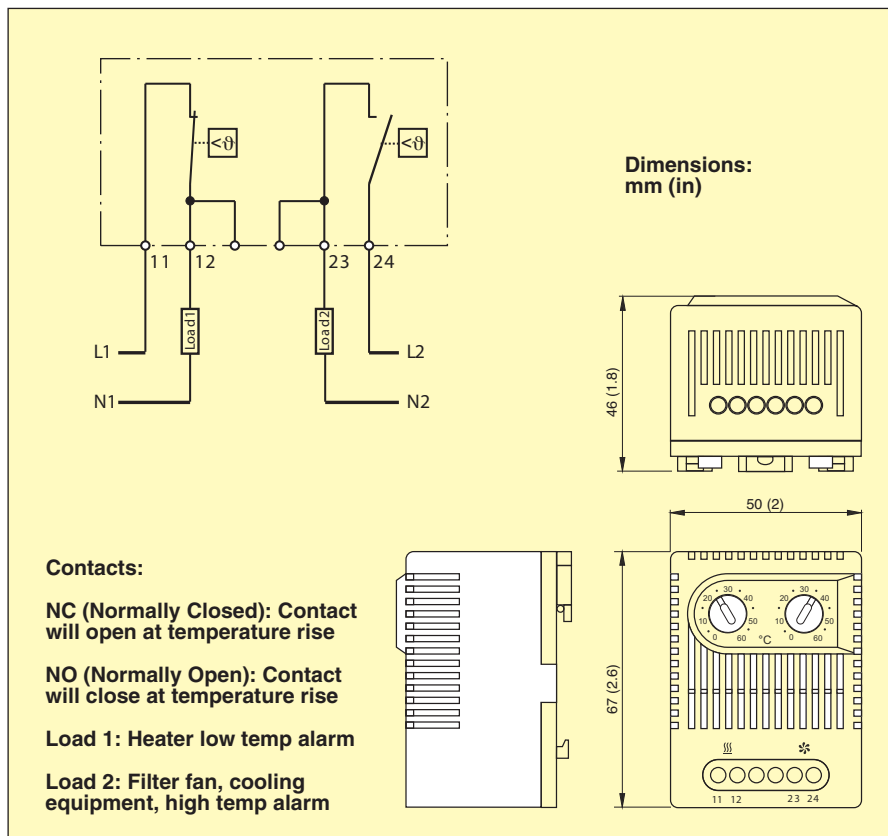 <ϑ
<ϑ
11 12 23 24
Load1
Load2
L1
L2
N1
N2
Dimensions:
mm (in)
46 (1.8)
50 (2)
67 (2.6)
Contacts:
NC (Normally Closed): Contact
will open at temperature rise
NO (Normally Open): Contact
will close at temperature rise
Load 1: Heater low temp alarm
Load 2: Filter fan, cooling
equipment, high temp alarm
0 10 20 30 40 50 60
°C
0 10 20 30 40 50 60
11 12 23 24